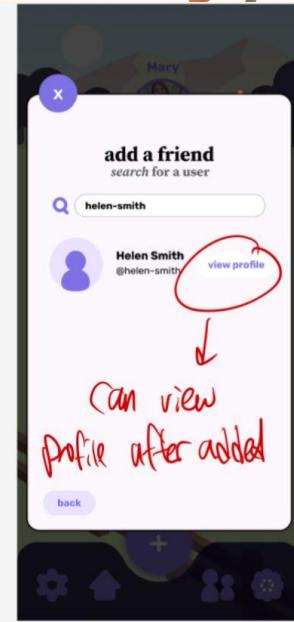 Mary
x
add a friend
search for a user
helen-smith
Helen Smith
@helen-smith
view profile
Can view
profile after added
back
+